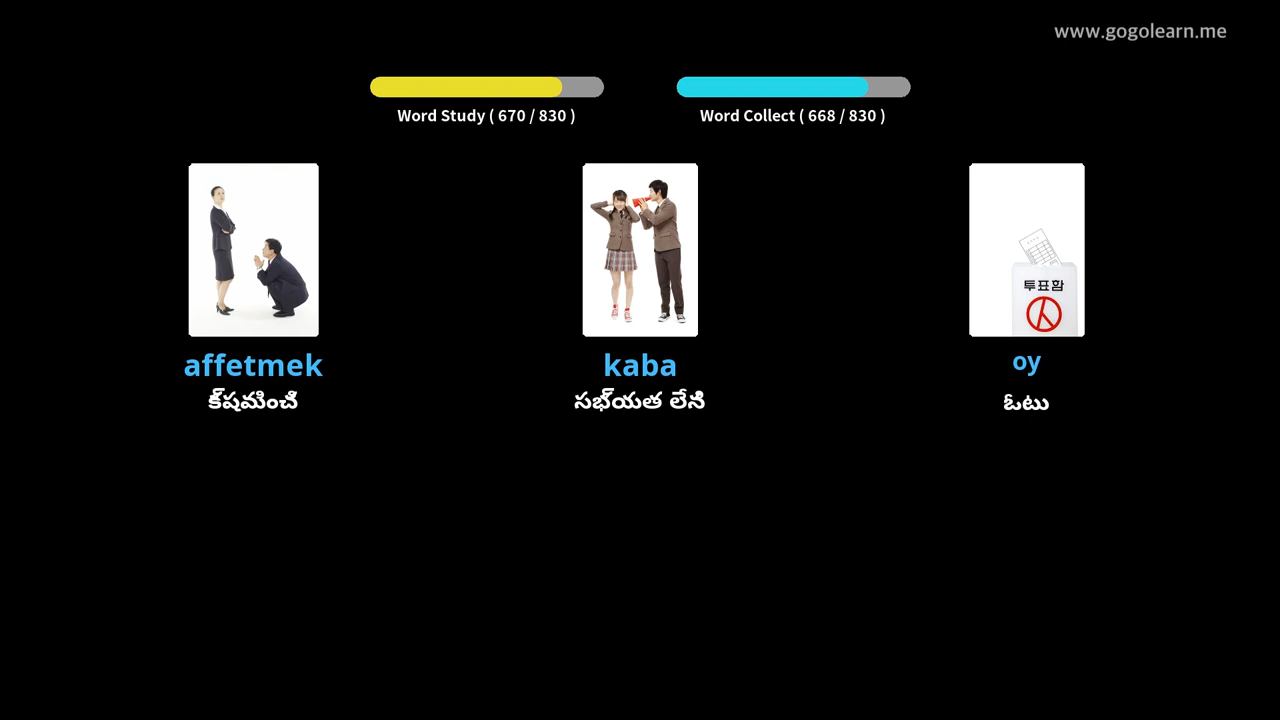 www.gogolearn.me
Word Study ( 670 / 830 )
Word Collect ( 668 / 830 )
투표함
affetmek
క్షమించి
kaba
సభ్యత లేని
oy
ఓటు